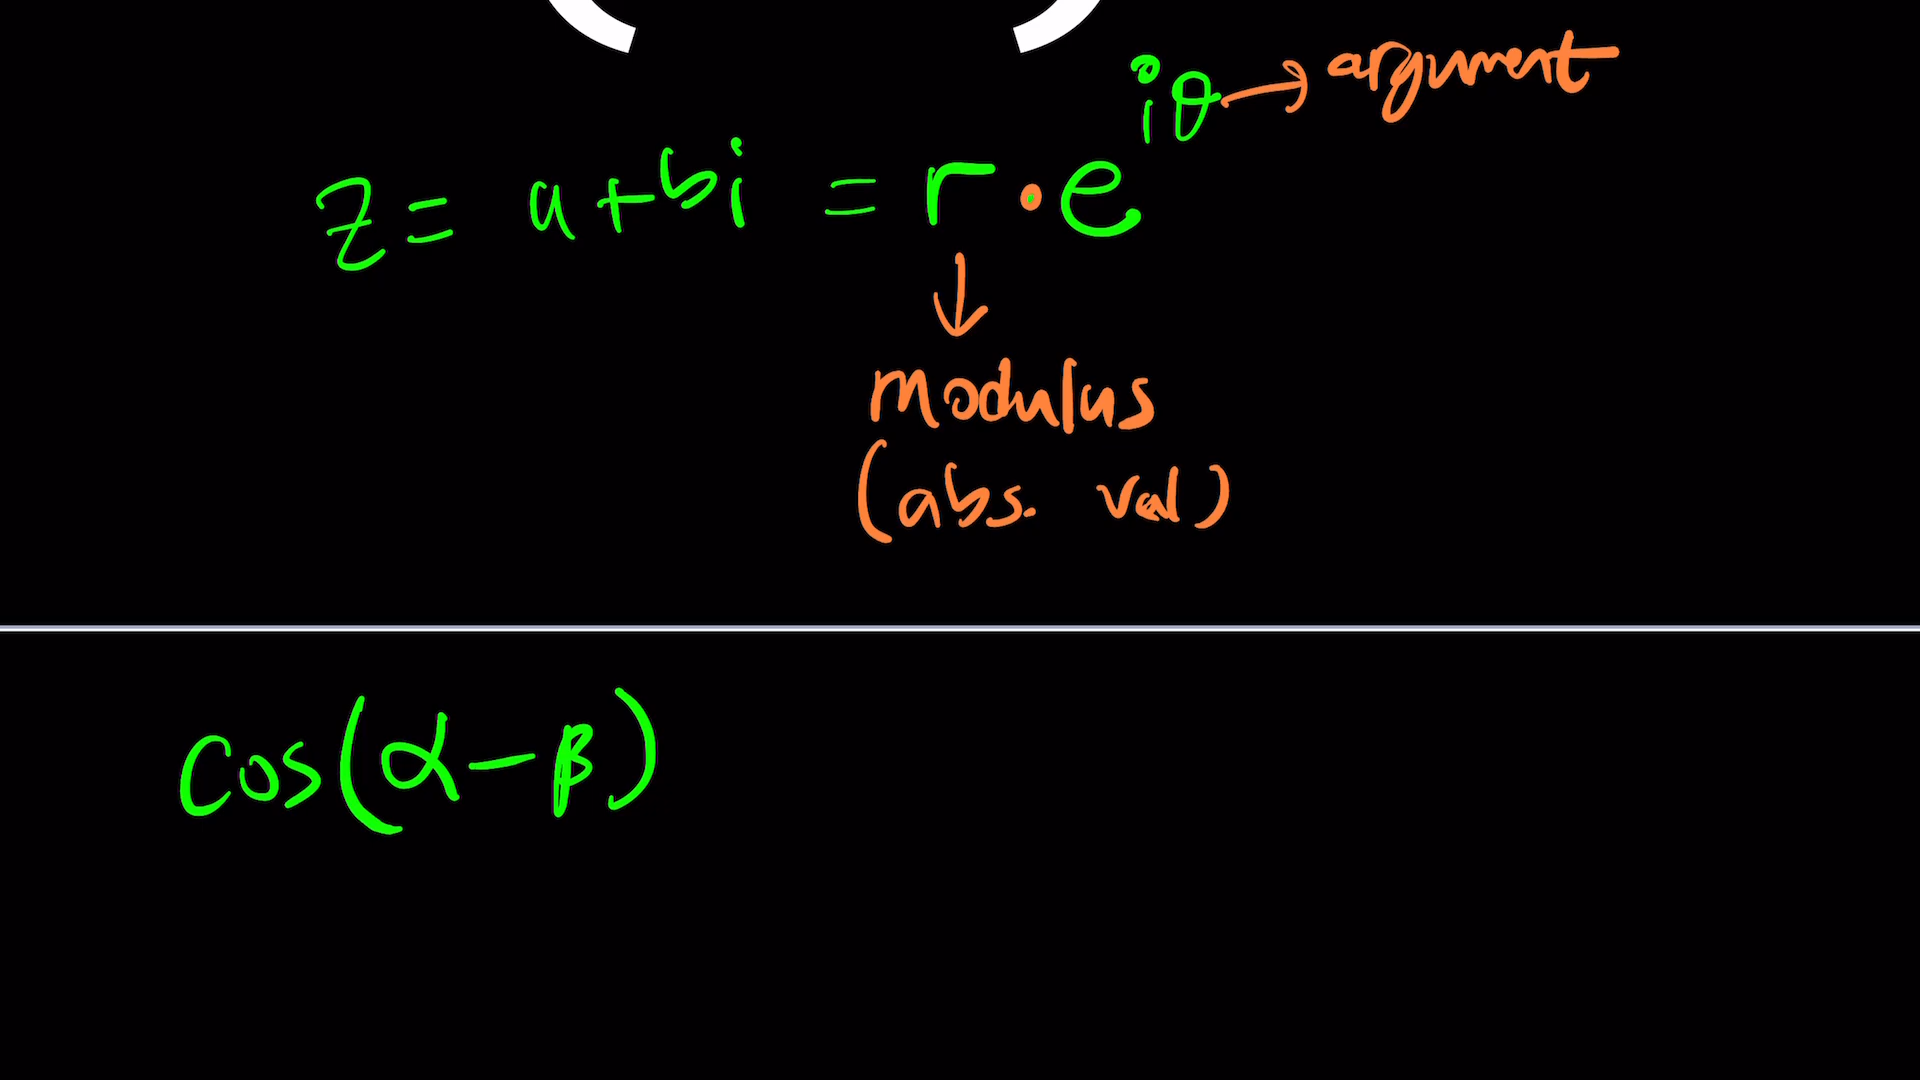 z = a+bi = r · e^{iθ} → argument
↓
modulus
(abs. val)
cos(α-β)